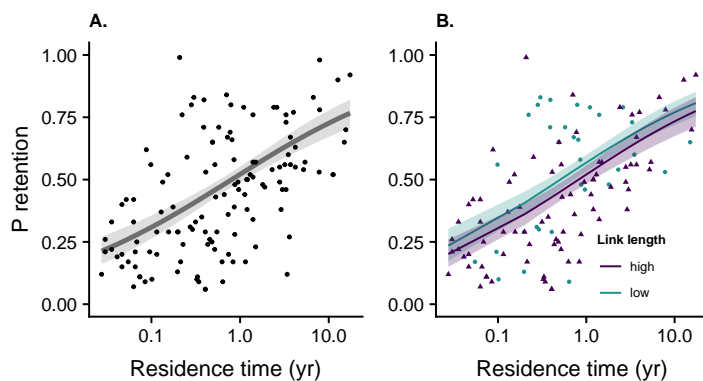 A.
P retention
1.00
0.75
0.50
0.25
0.00
0.1
1.0
10.0
Residence time (yr)
B.
1.00
0.75
0.50
0.25
0.00
Link length
high
low
0.1
1.0
10.0
Residence time (yr)